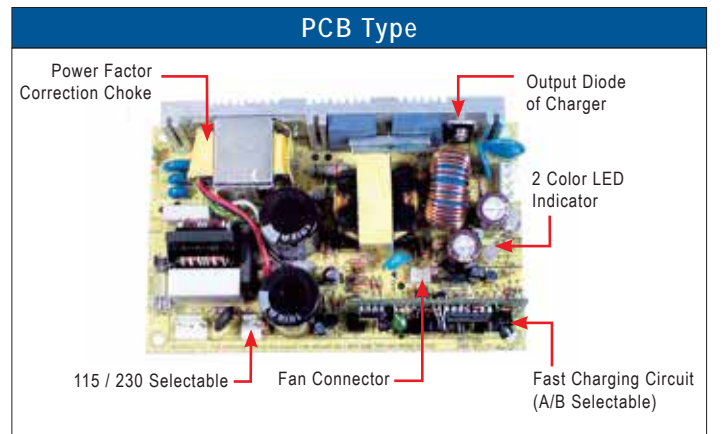 PCB Type
Power Factor
Correction Choke
Output Diode
of Charger
2 Color LED
Indicator
115 / 230 Selectable
Fan Connector
Fast Charging Circuit
(A/B Selectable)